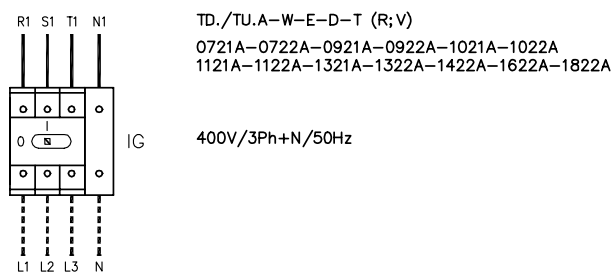 R1 S1 T1 N1
TD./TU.A-W-E-D-T (R;V)
0721A-0722A-0921A-0922A-1021A-1022A
1121A-1122A-1321A-1322A-1422A-1622A-1822A
I
0
IG
400V/3Ph+N/50Hz
L1 L2 L3 N